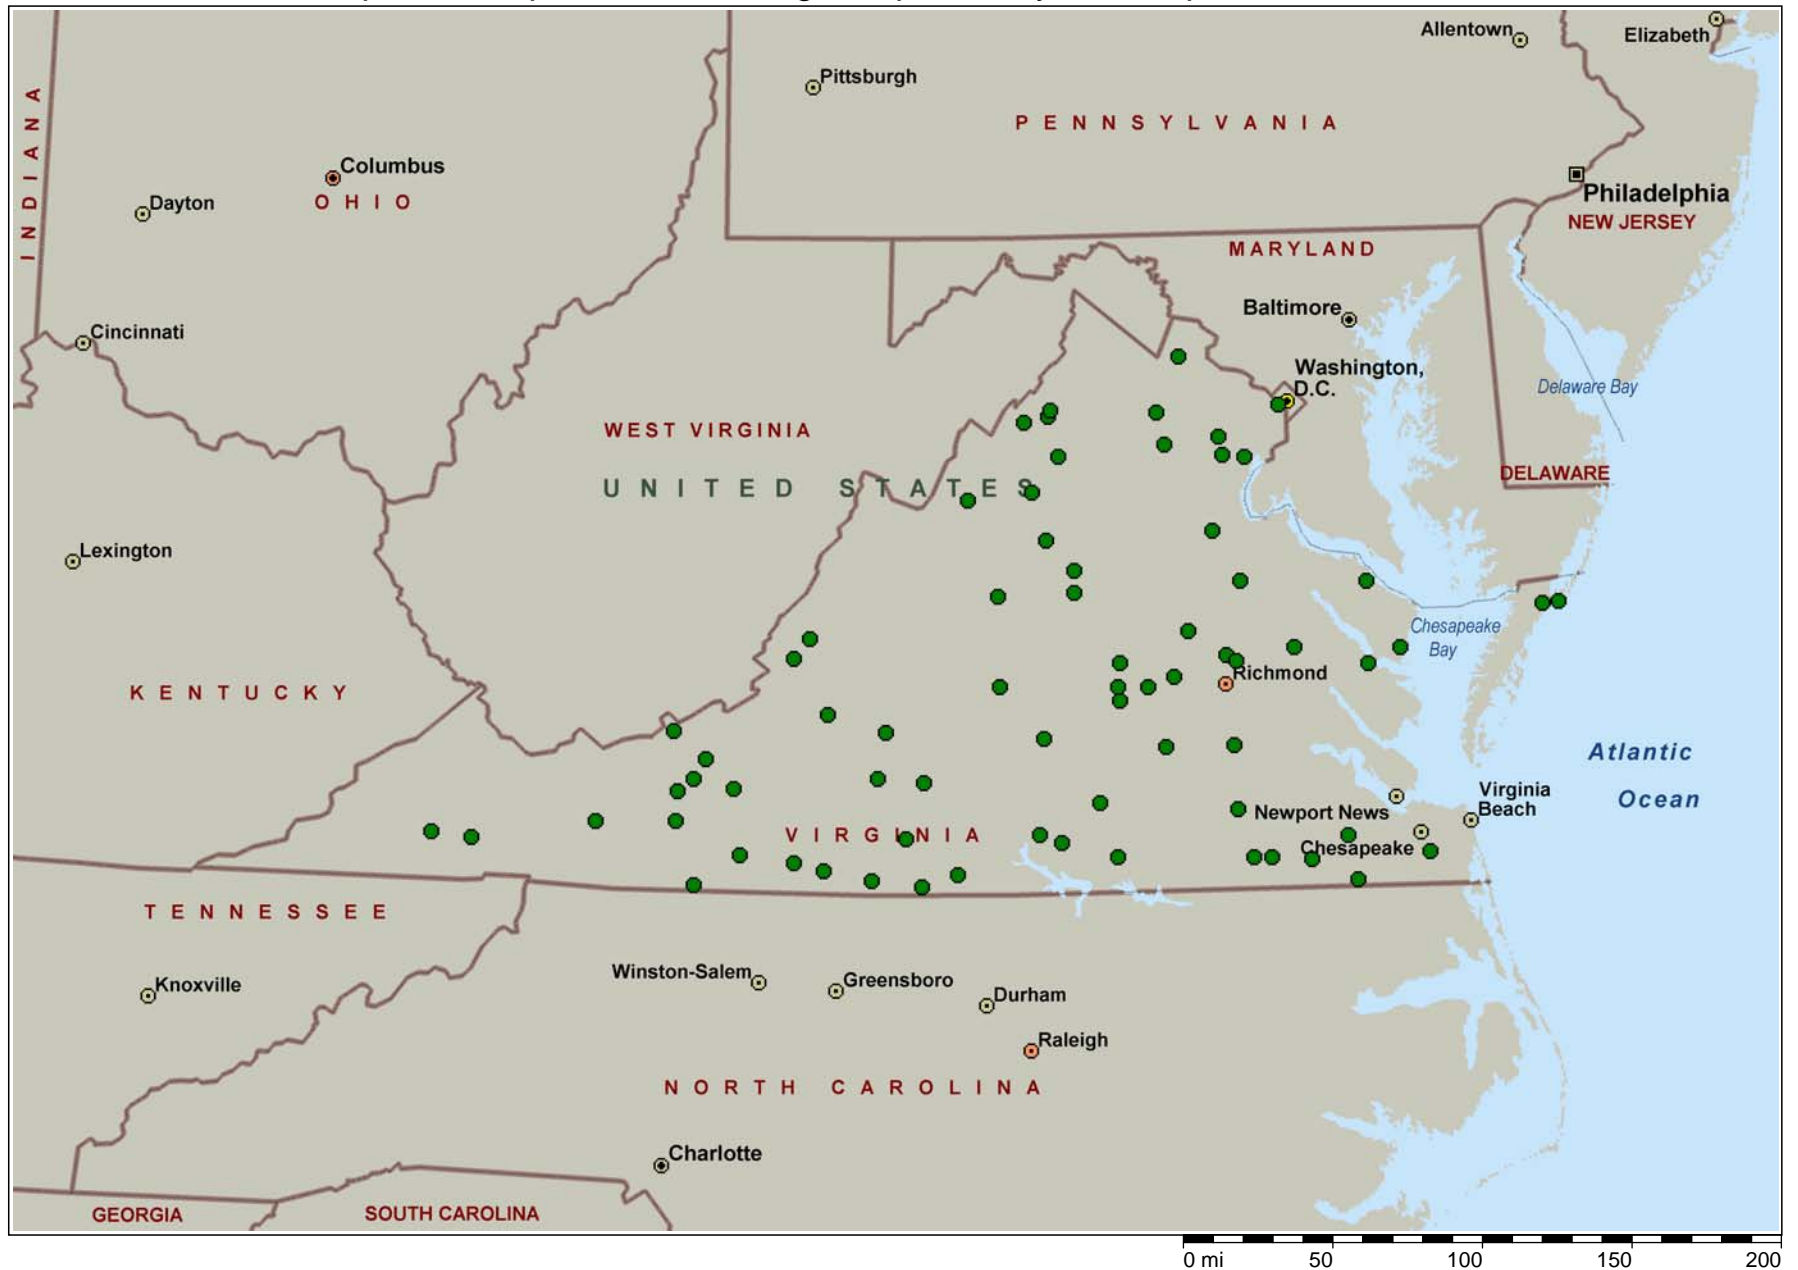 Allentown
Elizabeth
Pittsburgh
PENNSYLVANIA
INDIANA
Columbus
OHIO
Dayton
Philadelphia
NEW JERSEY
MARYLAND
Baltimore
Cincinnati
Washington,
D.C.
Delaware Bay
WEST VIRGINIA
UNITED STATES
DELAWARE
Lexington
Chesapeake
Bay
Richmond
KENTUCKY
Atlantic
Ocean
Virginia
Beach
Newport News
VIRGINIA
Chesapeake
TENNESSEE
Winston-Salem
Greensboro
Knoxville
Durham
Raleigh
NORTH CAROLINA
Charlotte
GEORGIA
SOUTH CAROLINA
0 mi 50 100 150 200